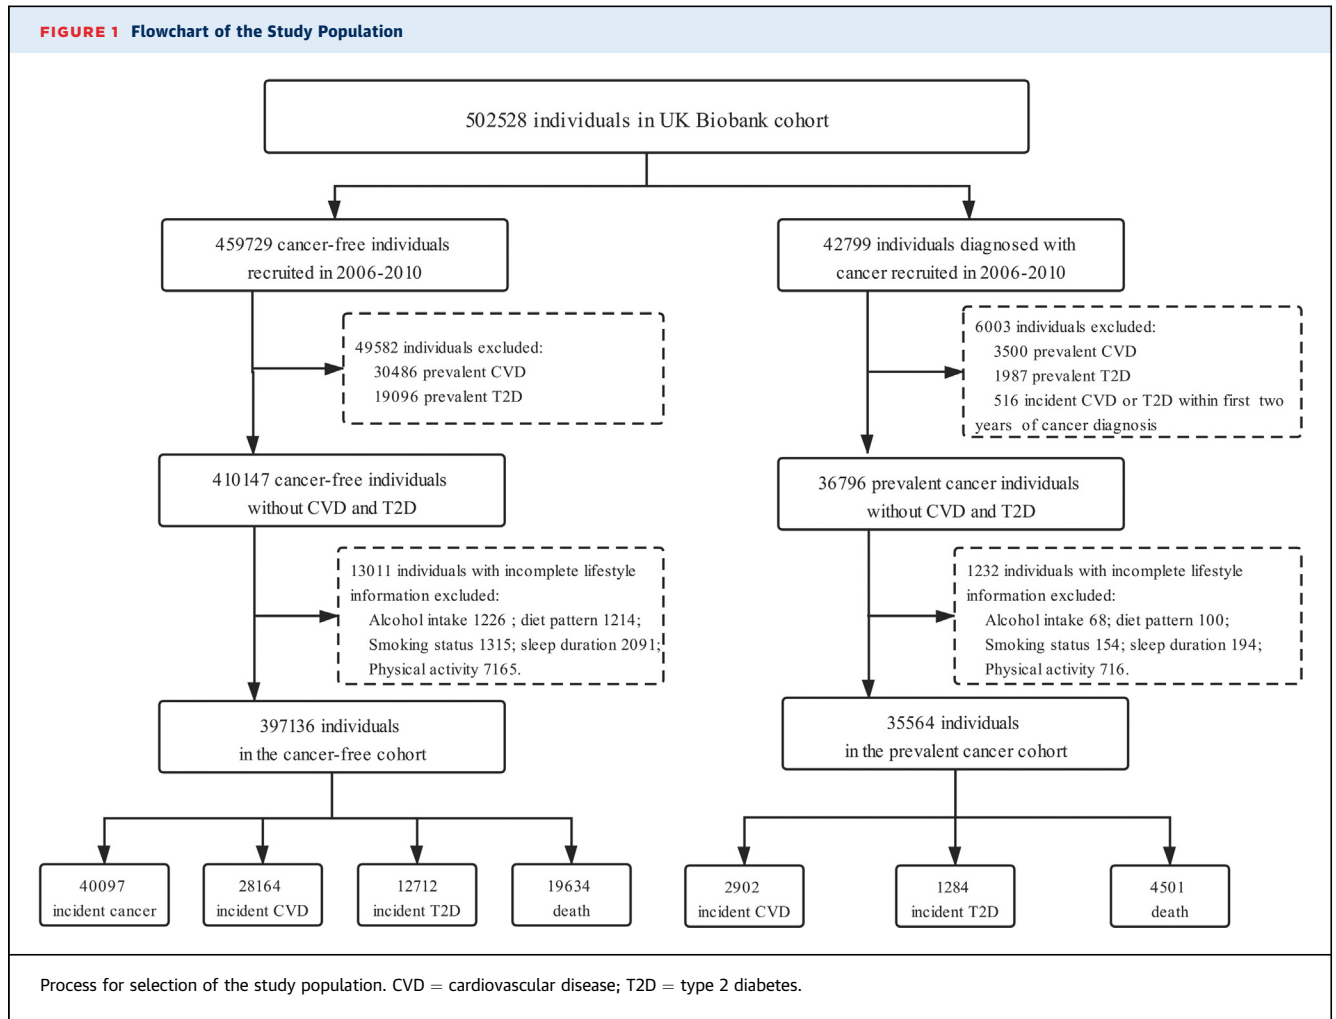 FIGURE 1 Flowchart of the Study Population
502528 individuals in UK Biobank cohort
459729 cancer-free individuals
recruited in 2006-2010
42799 individuals diagnosed with
cancer recruited in 2006-2010
49582 individuals excluded:
30486 prevalent CVD
19096 prevalent T2D
6003 individuals excluded:
3500 prevalent CVD
1987 prevalent T2D
516 incident CVD or T2D within first two
years of cancer diagnosis
410147 cancer-free individuals
without CVD and T2D
36796 prevalent cancer individuals
without CVD and T2D
13011 individuals with incomplete lifestyle
information excluded:
Alcohol intake 1226 ; diet pattern 1214;
Smoking status 1315; sleep duration 2091;
Physical activity 7165.
1232 individuals with incomplete lifestyle
information excluded:
Alcohol intake 68; diet pattern 100;
Smoking status 154; sleep duration 194;
Physical activity 716.
397136 individuals
in the cancer-free cohort
35564 individuals
in the prevalent cancer cohort
40097
incident cancer
28164
incident CVD
12712
incident T2D
19634
death
2902
incident CVD
1284
incident T2D
4501
death
Process for selection of the study population. CVD = cardiovascular disease; T2D = type 2 diabetes.